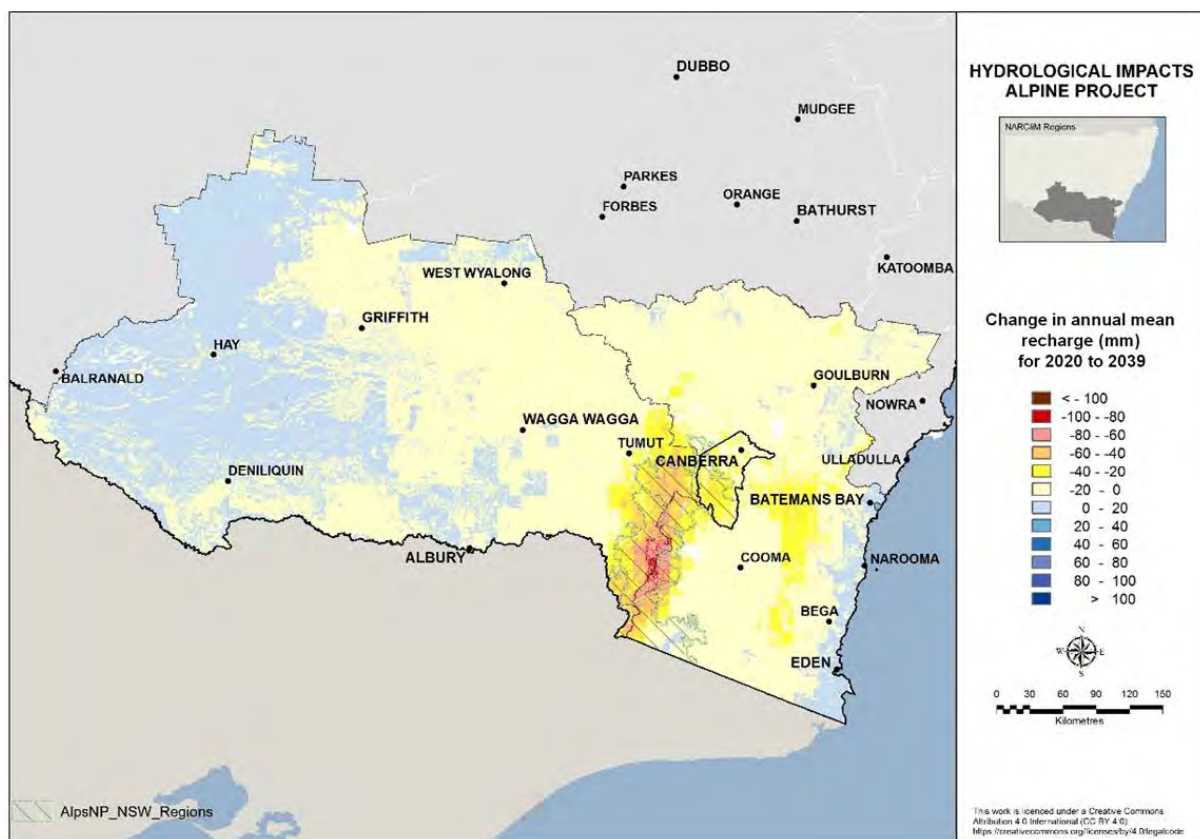 DUBBO
MUDGEE
PARKES
FORBES
ORANGE
BATHURST
KATOOMBA
WEST WYALONG
GRIFFITH
HAY
BALRANALD
GOULBURN
NOWRA
WAGGA WAGGA
TUMUT
CANBERRA
ULLADULLA
DENILIQUIN
BATEMANS BAY
ALBURY
COOMA
NAROOMA
BEGA
EDEN
AlpsNP_NSW_Regions
HYDROLOGICAL IMPACTS
ALPINE PROJECT
NARCliM Regions
Change in annual mean
recharge (mm)
for 2020 to 2039
< - 100
-100 - -80
-80 - -60
-60 - -40
-40 - -20
-20 - 0
0 - 20
20 - 40
40 - 60
60 - 80
80 - 100
> 100
N
W E
S
0 30 60 90 120 150
Kilometres
This work is licenced under a Creative Commons
Attribution 4.0 International (CC BY 4.0)
https://creativecommons.org/licenses/by/4.0/legalcode